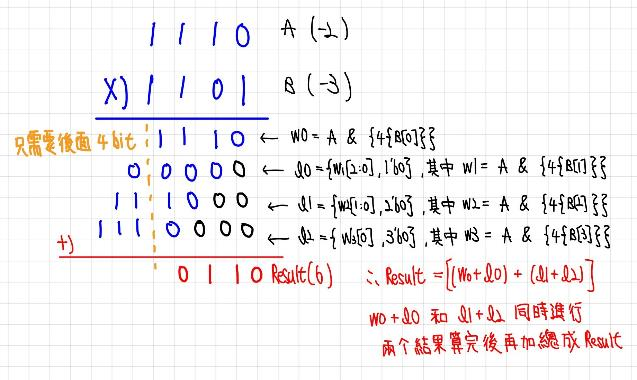 1 1 1 0 A (-2)
X) 1 1 0 1 B (-3)
只需要後面 4 bit 1 1 1 0 ← W0 = A & {4{B[0]}}
0 0 0 0 0 ← l0 = {W1[2:0], 1'b0}, 其中 W1 = A & {4{B[1]}}
1 1 1 0 0 0 ← l1 = {W2[1:0], 2'b0}, 其中 W2 = A & {4{B[2]}}
1 1 1 0 0 0 0 ← l2 = {W3[0], 3'b0}, 其中 W3 = A & {4{B[3]}}
+)
0 1 1 0 Result(6) ∴ Result = [(W0 + l0) + (l1 + l2)]
W0 + l0 和 l1 + l2 同時進行
兩个結果算完後再加總成 Result